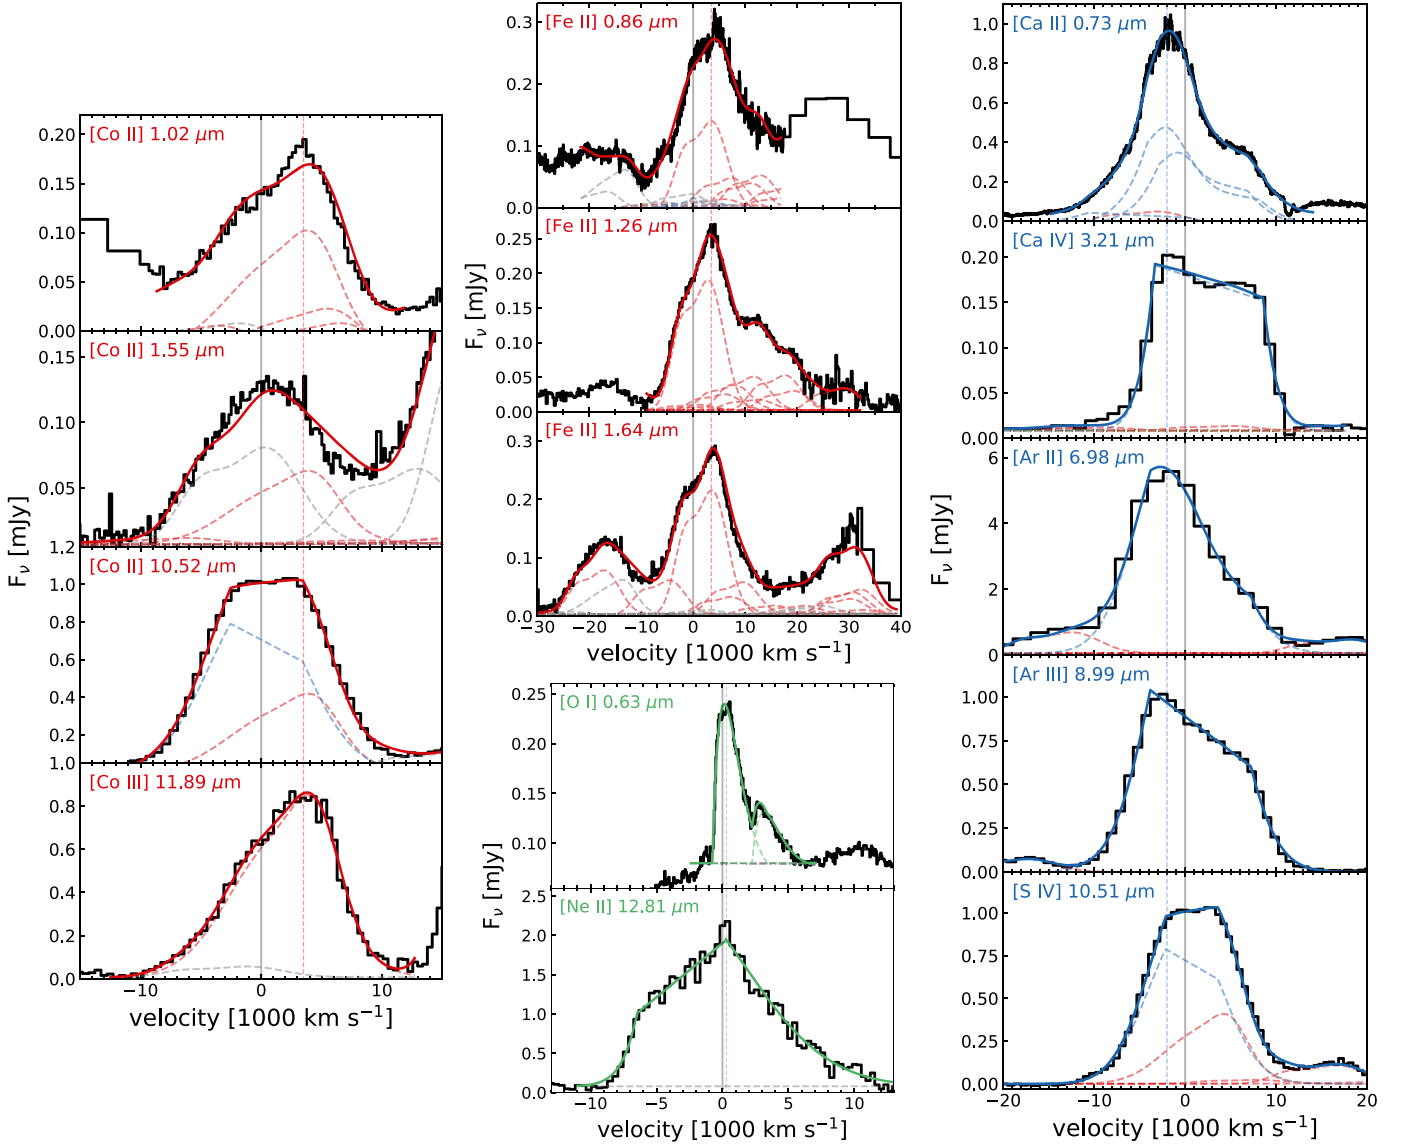 [Co II] 1.02 μm
0.20
0.15
0.10
0.05
0.00
[Co II] 1.55 μm
0.15
0.10
0.05
[Co II] 10.52 μm
1.2
1.0
0.8
0.6
0.4
0.2
[Co III] 11.89 μm
1.0
0.8
0.6
0.4
0.2
0.0
−10 0 10
velocity [1000 km s⁻¹]
Fν [mJy]
[Fe II] 0.86 μm
0.3
0.2
0.1
0.0
[Fe II] 1.26 μm
0.25
0.20
0.15
0.10
0.05
0.00
[Fe II] 1.64 μm
0.3
0.2
0.1
0.0
−30 −20 −10 0 10 20 30 40
velocity [1000 km s⁻¹]
Fν [mJy]
[O I] 0.63 μm
0.25
0.20
0.15
0.10
[Ne II] 12.81 μm
2.5
2.0
1.5
1.0
0.5
0.0
−10 −5 0 5 10
velocity [1000 km s⁻¹]
Fν [mJy]
[Ca II] 0.73 μm
1.0
0.8
0.6
0.4
0.2
0.0
[Ca IV] 3.21 μm
0.20
0.15
0.10
0.05
0.00
[Ar II] 6.98 μm
6
4
2
0
[Ar III] 8.99 μm
1.00
0.75
0.50
0.25
0.00
[S IV] 10.51 μm
1.00
0.75
0.50
0.25
0.00
−20 −10 0 10 20
velocity [1000 km s⁻¹]
Fν [mJy]